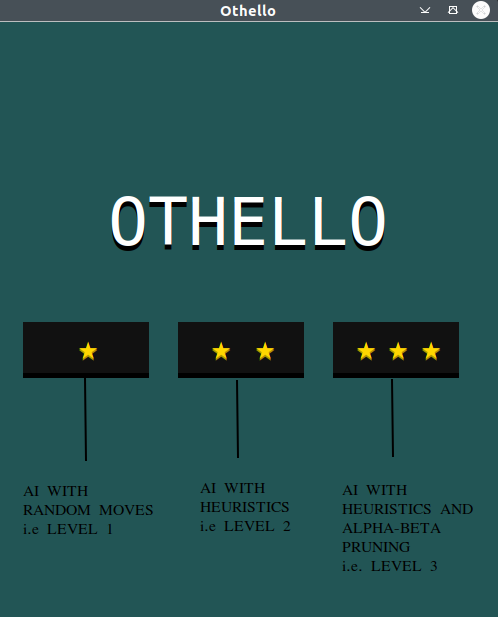 Othello
OTHELLO
AI WITH
RANDOM MOVES
i.e LEVEL 1
AI WITH
HEURISTICS
i.e LEVEL 2
AI WITH
HEURISTICS AND
ALPHA-BETA
PRUNING
i.e. LEVEL 3